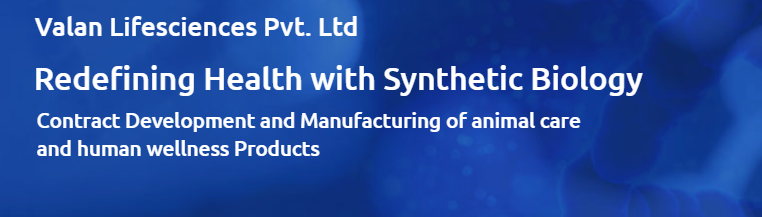 Valan Lifesciences Pvt. Ltd
Redefining Health with Synthetic Biology
Contract Development and Manufacturing of animal care
and human wellness Products